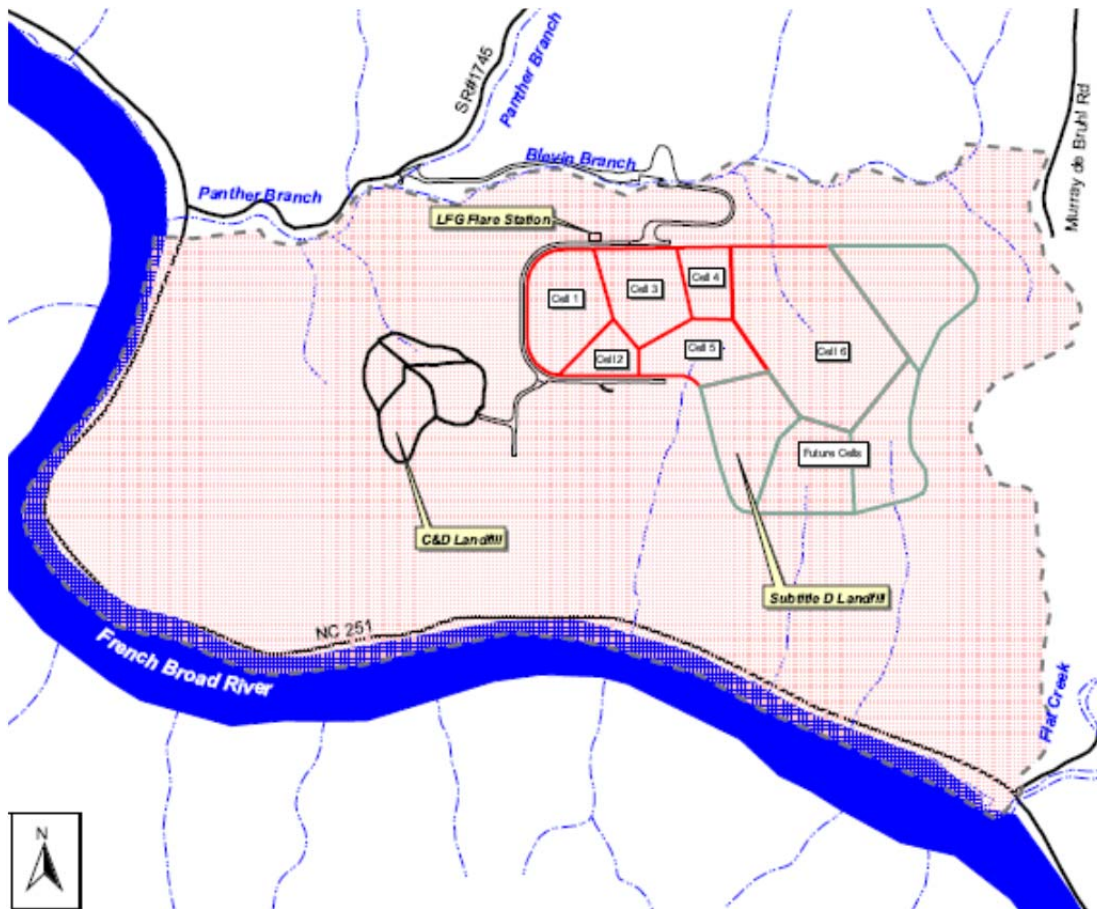 SR#1745
Panther Branch
Murray de Bruhl Rd
Blevin Branch
Panther Branch
LFG Flare Station
Cell 1
Cell 3
Cell 4
Cell 2
Cell 5
Cell 6
Future Cells
C&D Landfill
Subtitle D Landfill
NC 251
French Broad River
Flat Creek
N